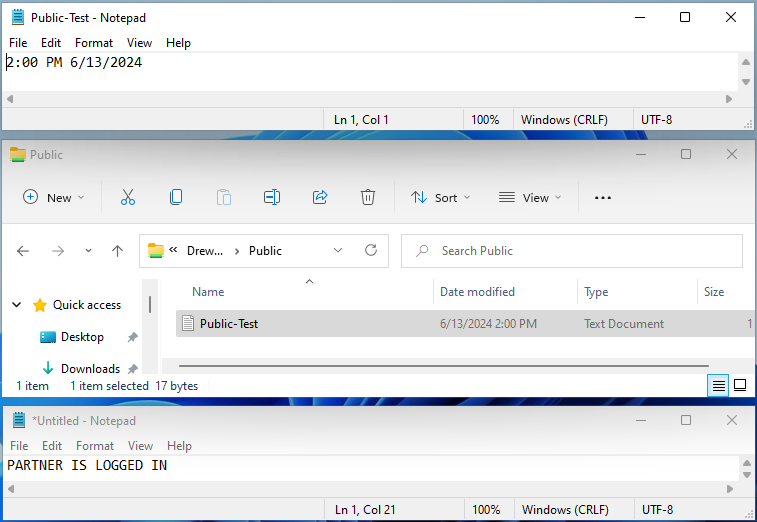 Public-Test - Notepad
File Edit Format View Help
2:00 PM 6/13/2024
Ln 1, Col 1 100% Windows (CRLF) UTF-8
Public
New Sort View
Drew... Public Search Public
Name Date modified Type Size
Quick access
Public-Test 6/13/2024 2:00 PM Text Document 1
Desktop
Downloads
1 item 1 item selected 17 bytes
*Untitled - Notepad
File Edit Format View Help
PARTNER IS LOGGED IN
Ln 1, Col 21 100% Windows (CRLF) UTF-8